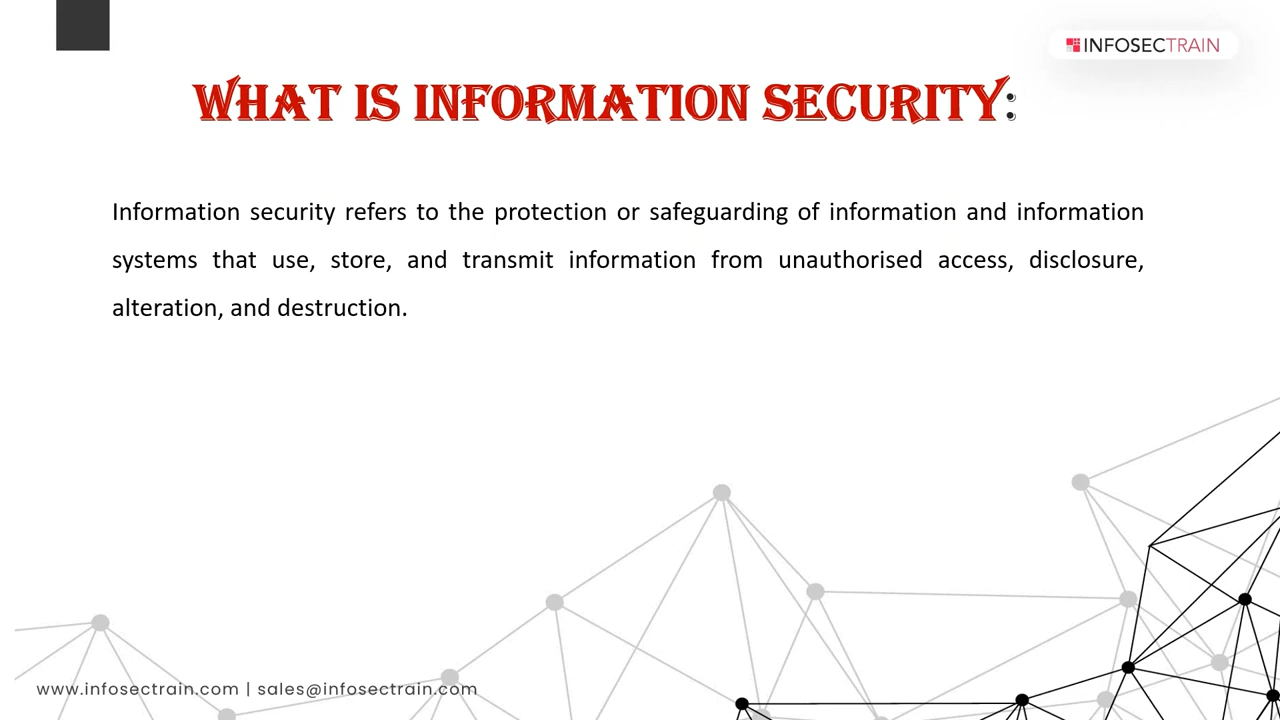 INFOSECTRAIN
WHAT IS INFORMATION SECURITY:
Information security refers to the protection or safeguarding of information and information
systems that use, store, and transmit information from unauthorised access, disclosure,
alteration, and destruction.
www.infosectrain.com | sales@infosectrain.com